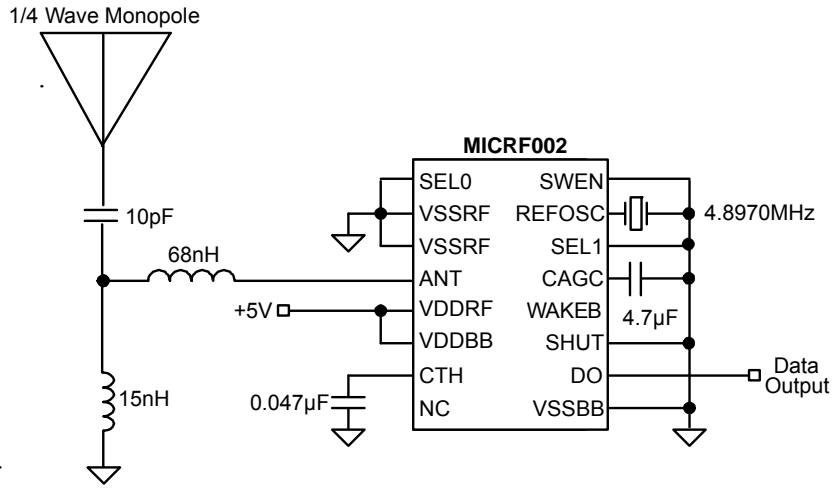 1/4 Wave Monopole
10pF
68nH
15nH
+5V
0.047µF
MICRF002
SEL0
VSSRF
VSSRF
ANT
VDDRF
VDDBB
CTH
NC
SWEN
REFOSC
SEL1
CAGC
WAKEB
SHUT
DO
VSSBB
4.8970MHz
4.7µF
Data
Output